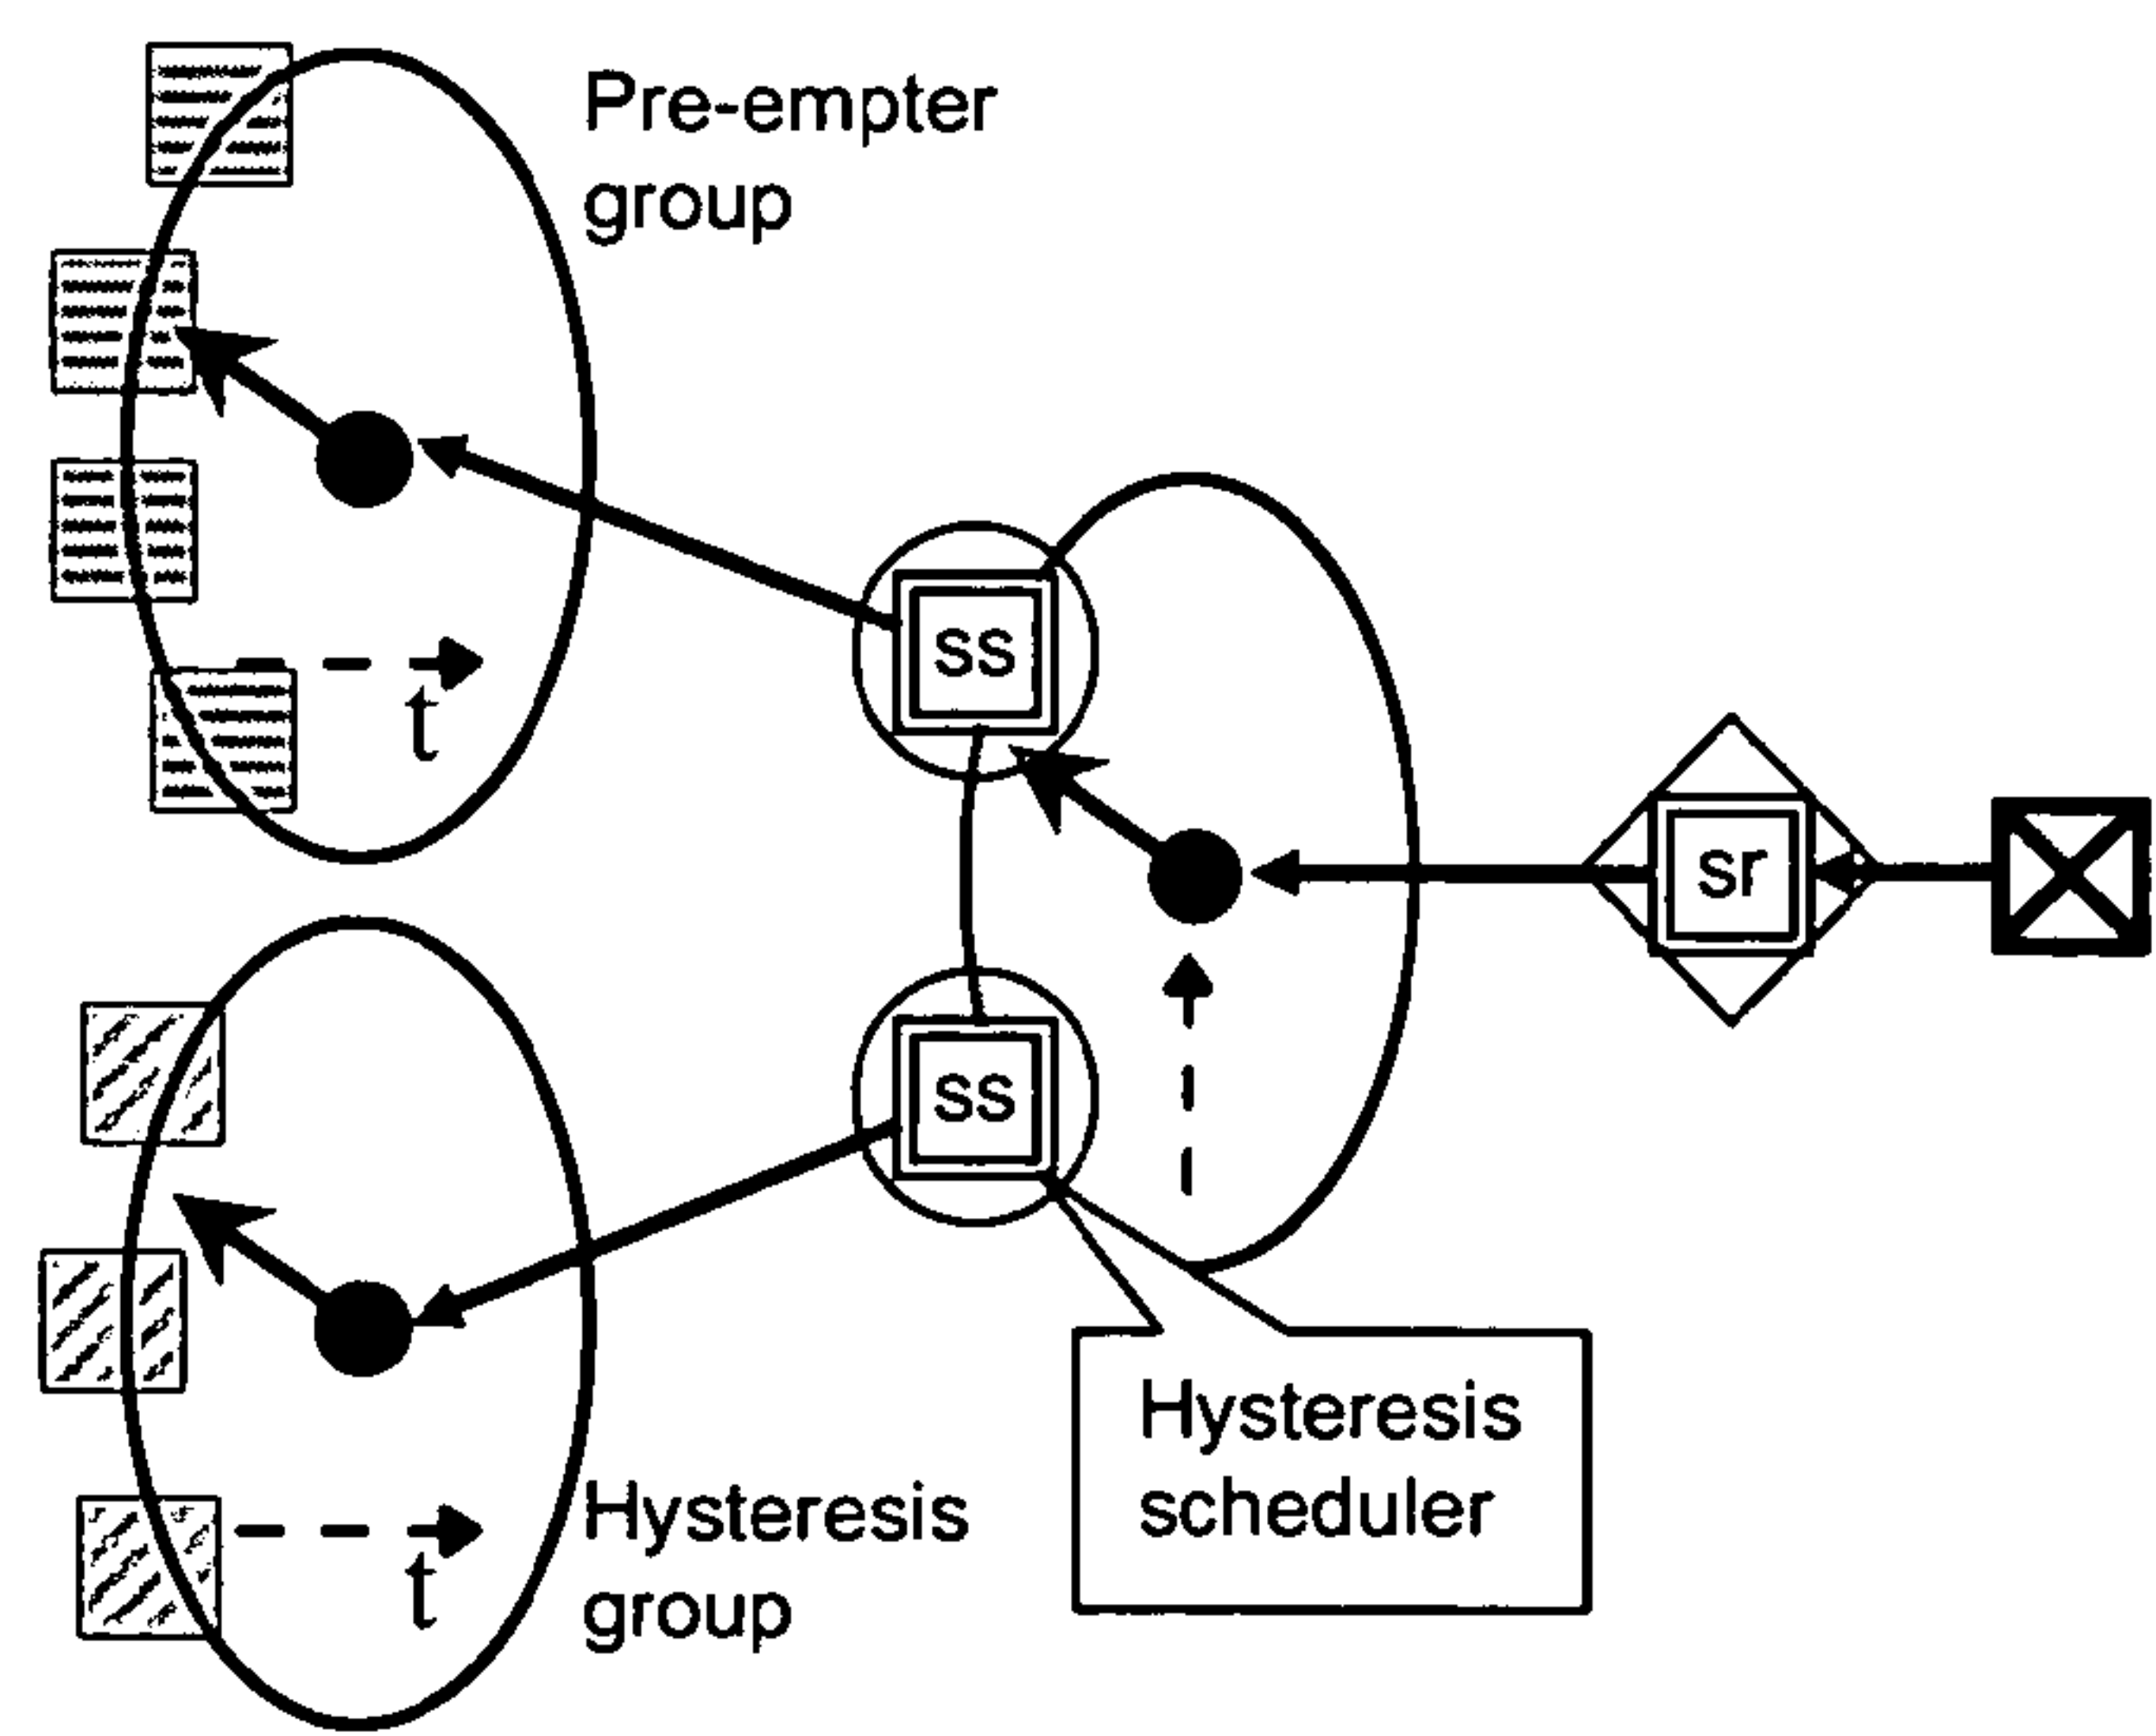 Pre-empter
group
t
ss
sr
ss
Hysteresis
scheduler
t
Hysteresis
group